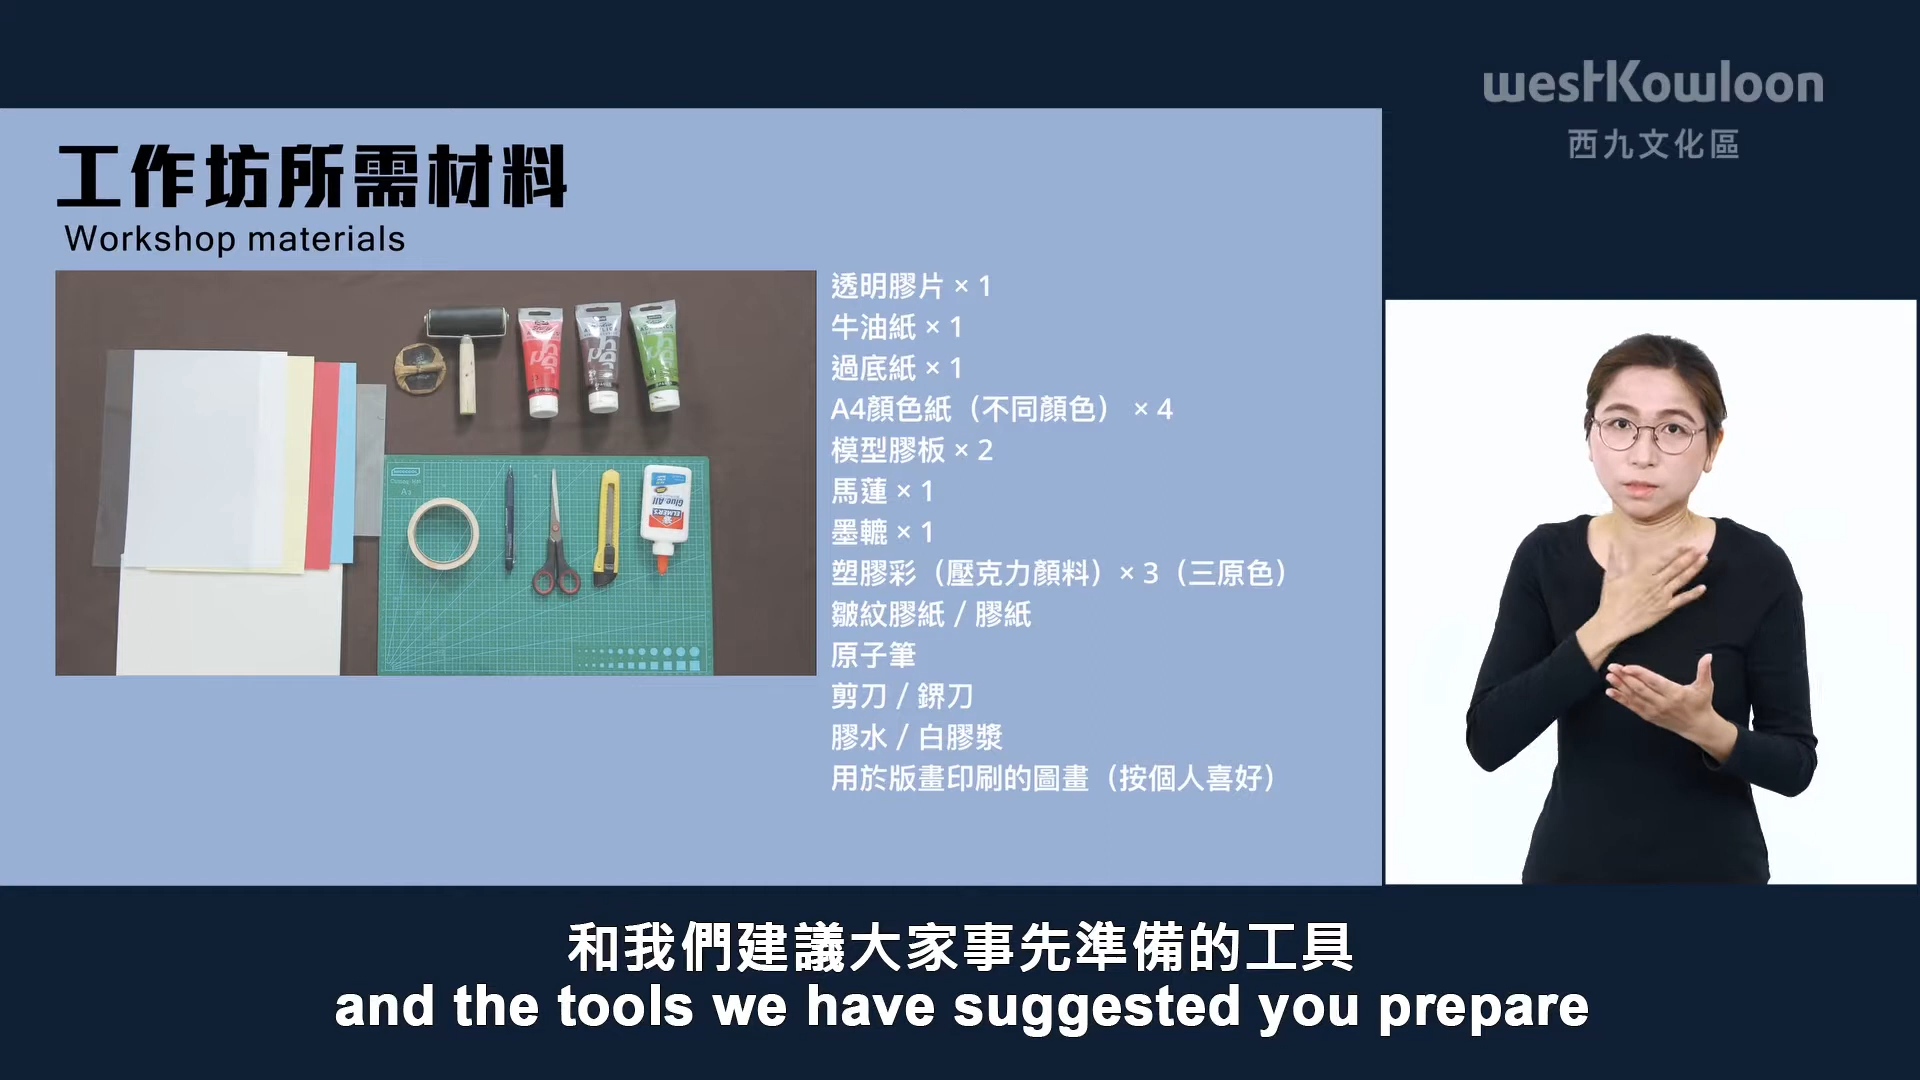 westKowloon
西九文化區
工作坊所需材料
Workshop materials
透明膠片 × 1
牛油紙 × 1
過底紙 × 1
A4顏色紙（不同顏色） × 4
模型膠板 × 2
馬蓮 × 1
墨轆 × 1
塑膠彩（壓克力顏料）× 3（三原色）
皺紋膠紙 / 膠紙
原子筆
剪刀 / 𠝹刀
膠水 / 白膠漿
用於版畫印刷的圖畫（按個人喜好）
A3
Glue-All
ELMER'S
和我們建議大家事先準備的工具
and the tools we have suggested you prepare